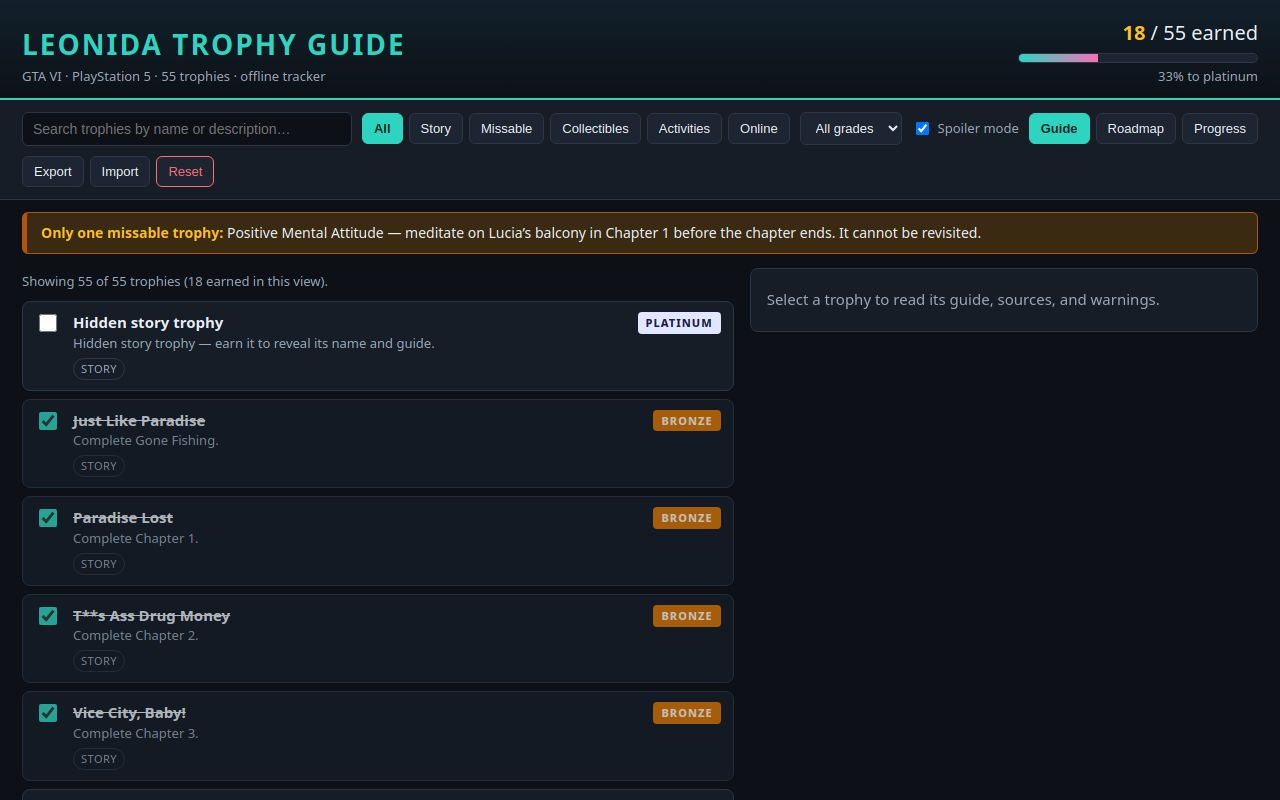 LEONIDA TROPHY GUIDE
GTA VI · PlayStation 5 · 55 trophies · offline tracker
18 / 55 earned
33% to platinum
Search trophies by name or description…
All
Story
Missable
Collectibles
Activities
Online
All grades
Spoiler mode
Guide
Roadmap
Progress
Export
Import
Reset
Only one missable trophy: Positive Mental Attitude — meditate on Lucia’s balcony in Chapter 1 before the chapter ends. It cannot be revisited.
Showing 55 of 55 trophies (18 earned in this view).
Hidden story trophy
PLATINUM
Hidden story trophy — earn it to reveal its name and guide.
STORY
Just Like Paradise
BRONZE
Complete Gone Fishing.
STORY
Paradise Lost
BRONZE
Complete Chapter 1.
STORY
T**s Ass Drug Money
BRONZE
Complete Chapter 2.
STORY
Vice City, Baby!
BRONZE
Complete Chapter 3.
STORY
Select a trophy to read its guide, sources, and warnings.